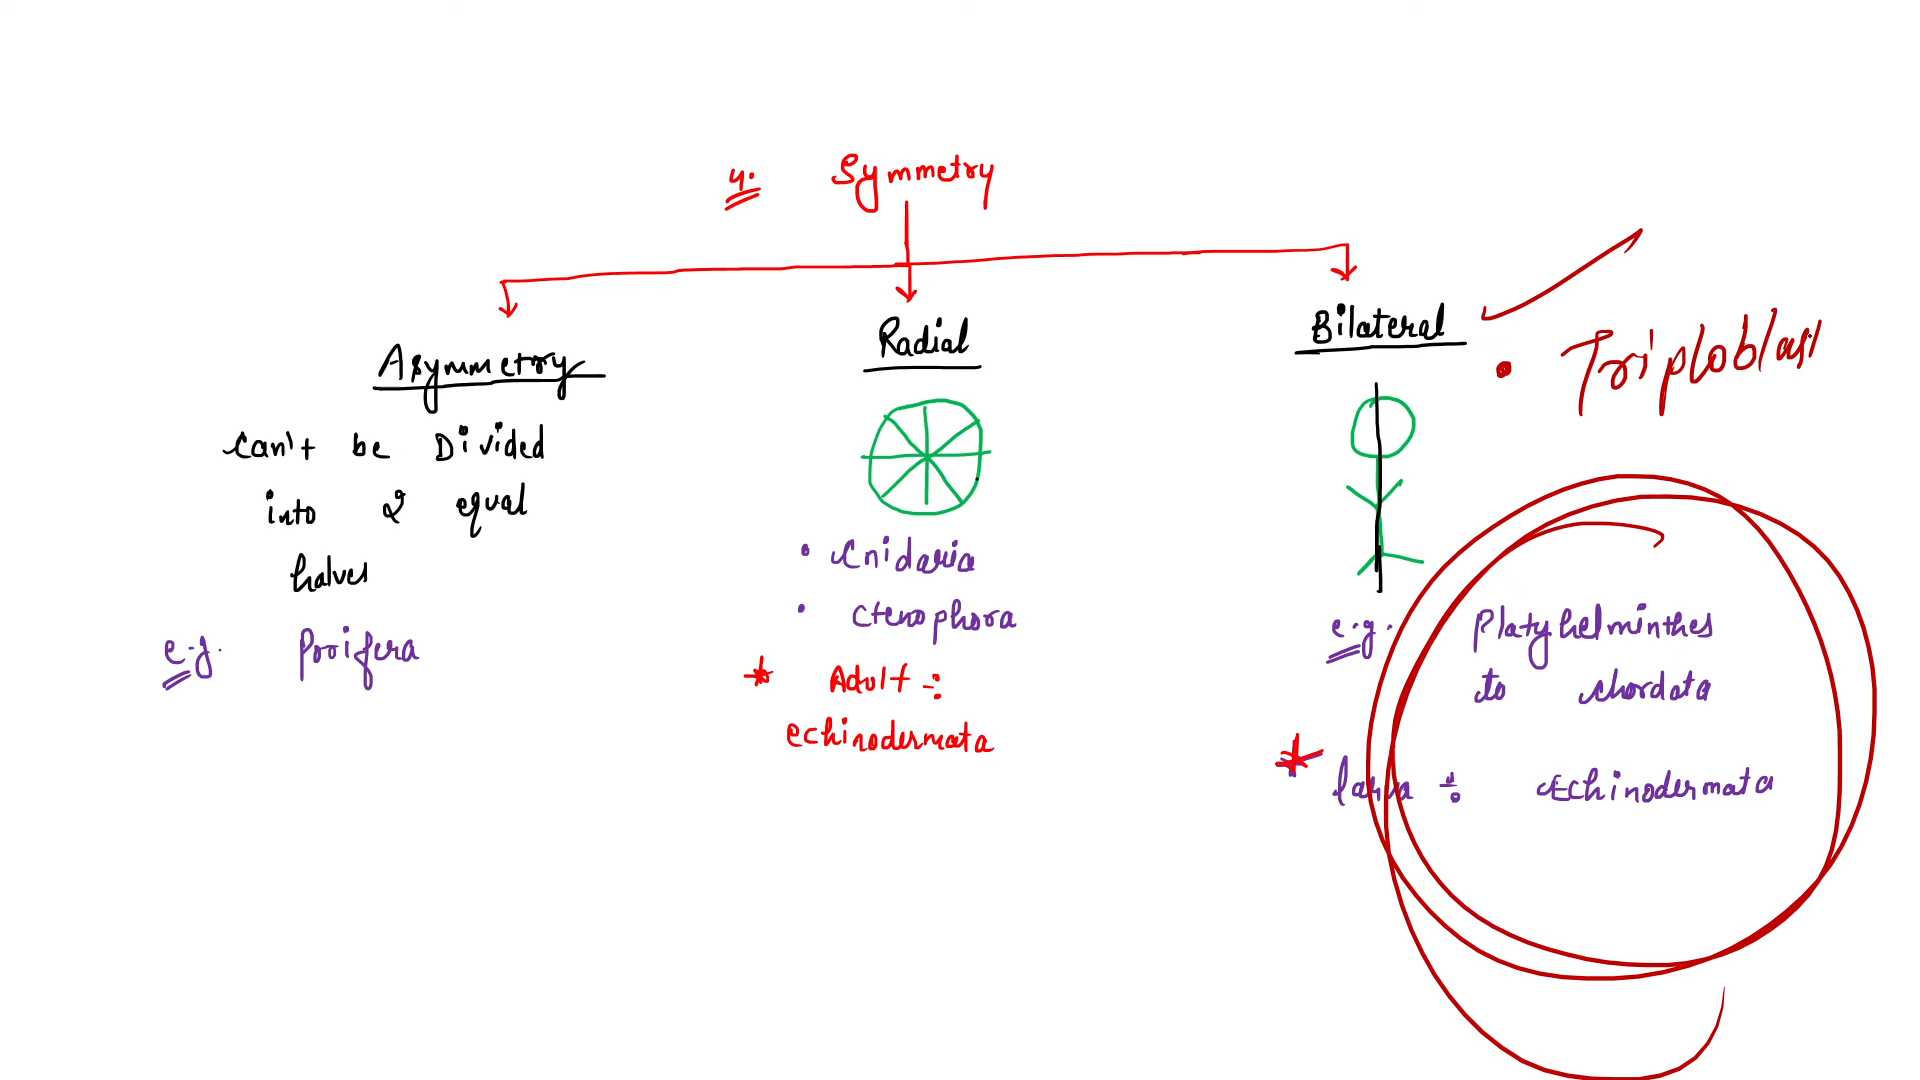 4. Symmetry
Asymmetry
can't be Divided
into 2 equal
halves
e.g. Porifera
Radial
• Cnidaria
• ctenophora
* Adult :-
echinodermata
Bilateral
• Triploblast
e.g. Platyhelminthes
to chordata
* larva ÷ Echinodermata